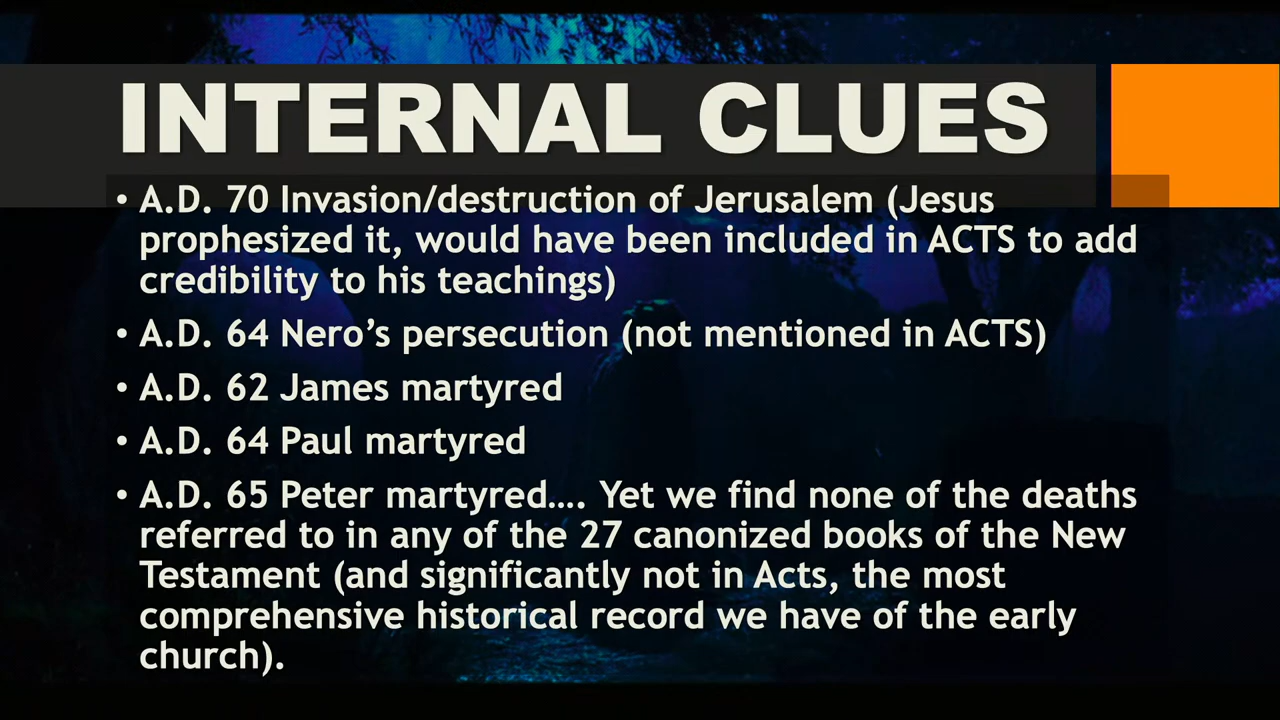 INTERNAL CLUES
• A.D. 70 Invasion/destruction of Jerusalem (Jesus
prophesized it, would have been included in ACTS to add
credibility to his teachings)
• A.D. 64 Nero’s persecution (not mentioned in ACTS)
• A.D. 62 James martyred
• A.D. 64 Paul martyred
• A.D. 65 Peter martyred…. Yet we find none of the deaths
referred to in any of the 27 canonized books of the New
Testament (and significantly not in Acts, the most
comprehensive historical record we have of the early
church).